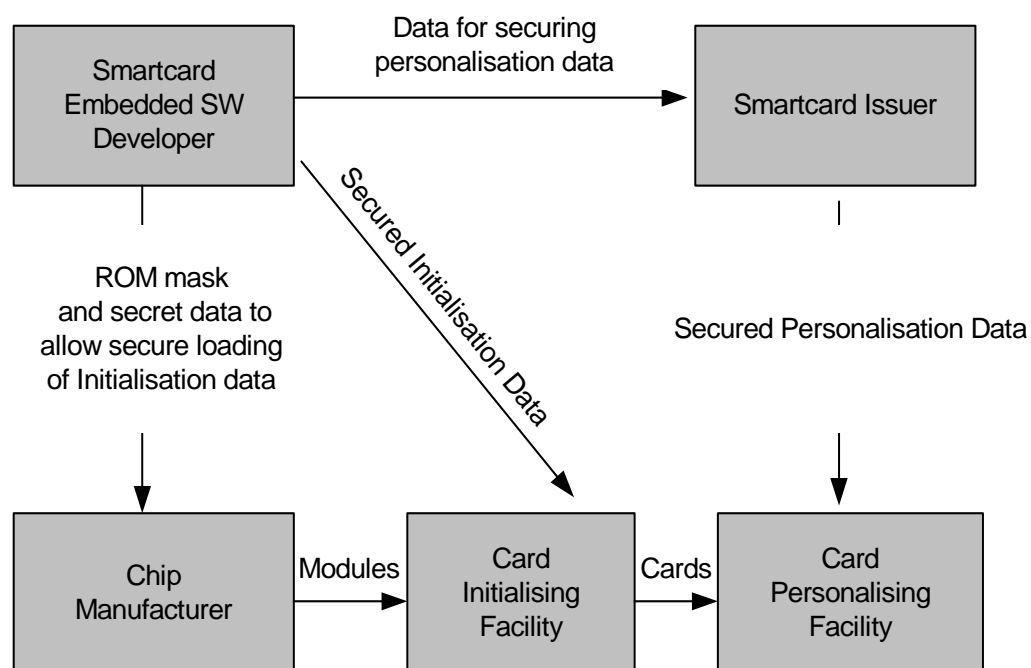 Data for securing
personalisation data
Smartcard
Embedded SW
Developer
Smartcard Issuer
Secured Initialisation Data
ROM mask
and secret data to
allow secure loading
of Initialisation data
Secured Personalisation Data
Chip
Manufacturer
Modules
Card
Initialising
Facility
Cards
Card
Personalising
Facility